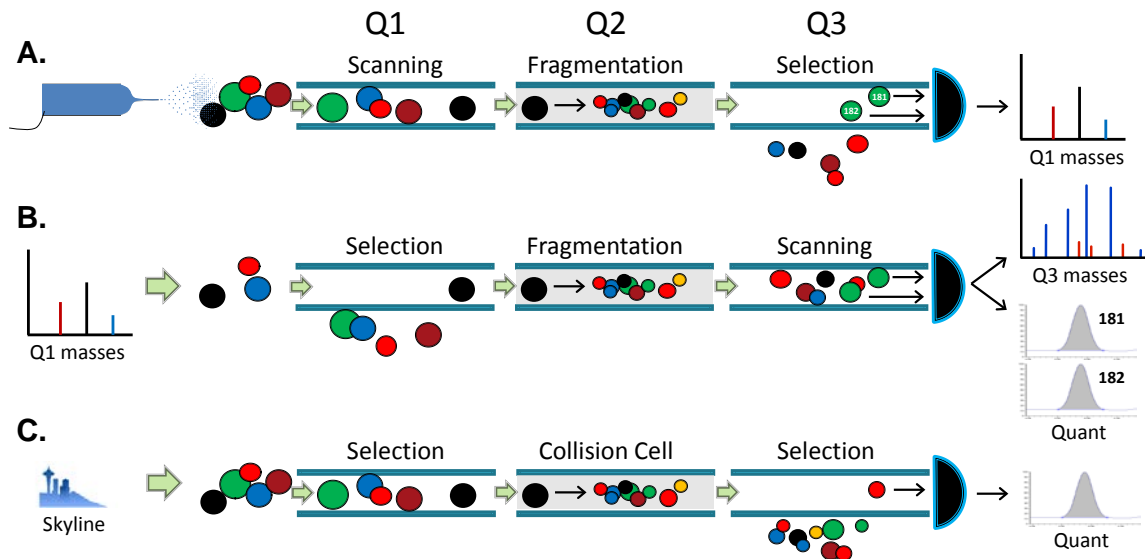 Q1 Q2 Q3
A.
Scanning Fragmentation Selection
181
182
Q1 masses
B.
Selection Fragmentation Scanning
Q1 masses
Q3 masses
181
182
Quant
C.
Selection Collision Cell Selection
Skyline
Quant